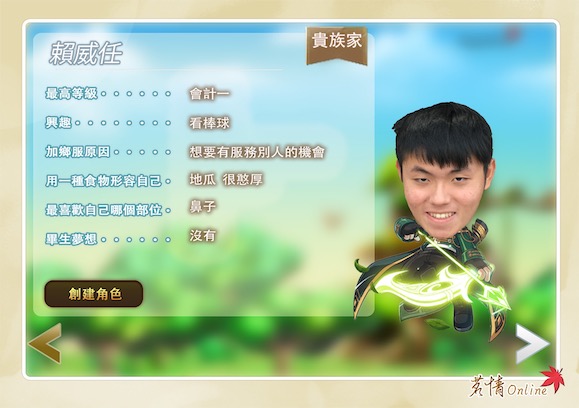 賴威任
貴族家
最高等級・・・・・・ 會計一
興趣・・・・・・・・ 看棒球
加鄉服原因・・・・・ 想要有服務別人的機會
用一種食物形容自己・ 地瓜 很憨厚
最喜歡自己哪個部位・ 鼻子
畢生夢想・・・・・・ 沒有
創建角色
茗情Online